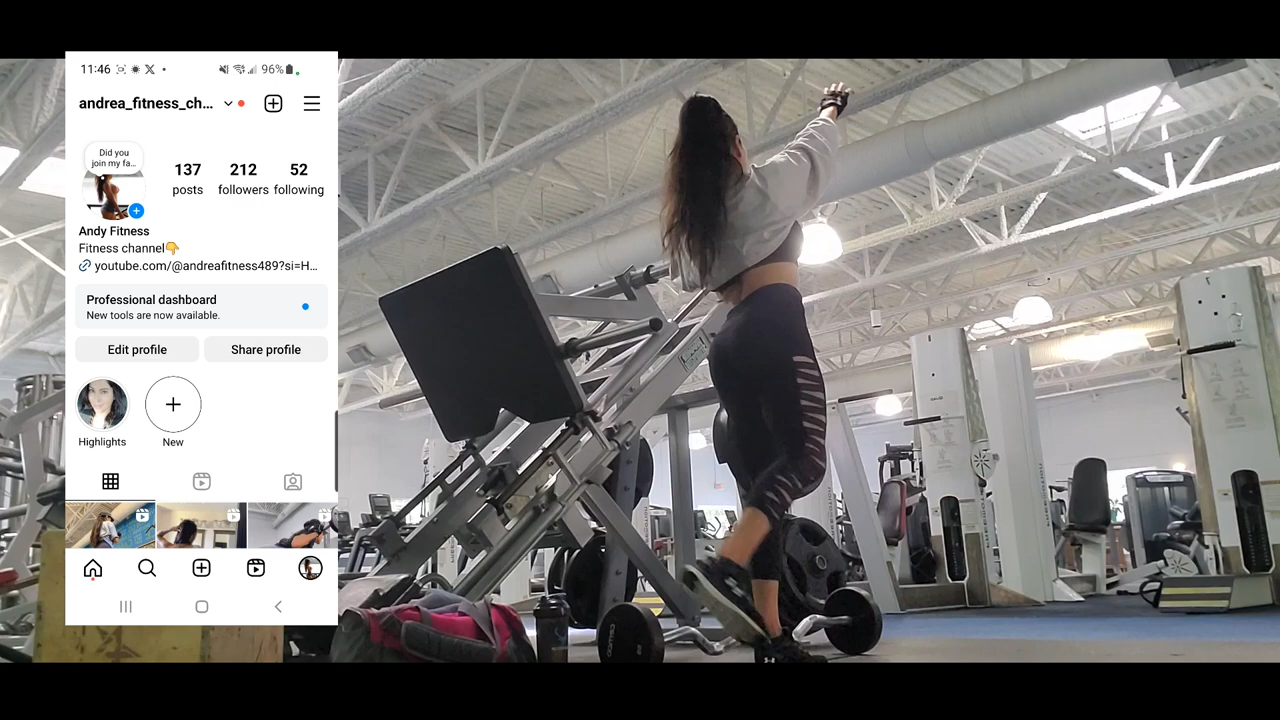 11:46
96%
andrea_fitness_ch...
Did you
join my fa...
137 212 52
posts followers following
Andy Fitness
Fitness channel👇
youtube.com/@andreafitness489?si=H...
Professional dashboard
New tools are now available.
Edit profile Share profile
Highlights New